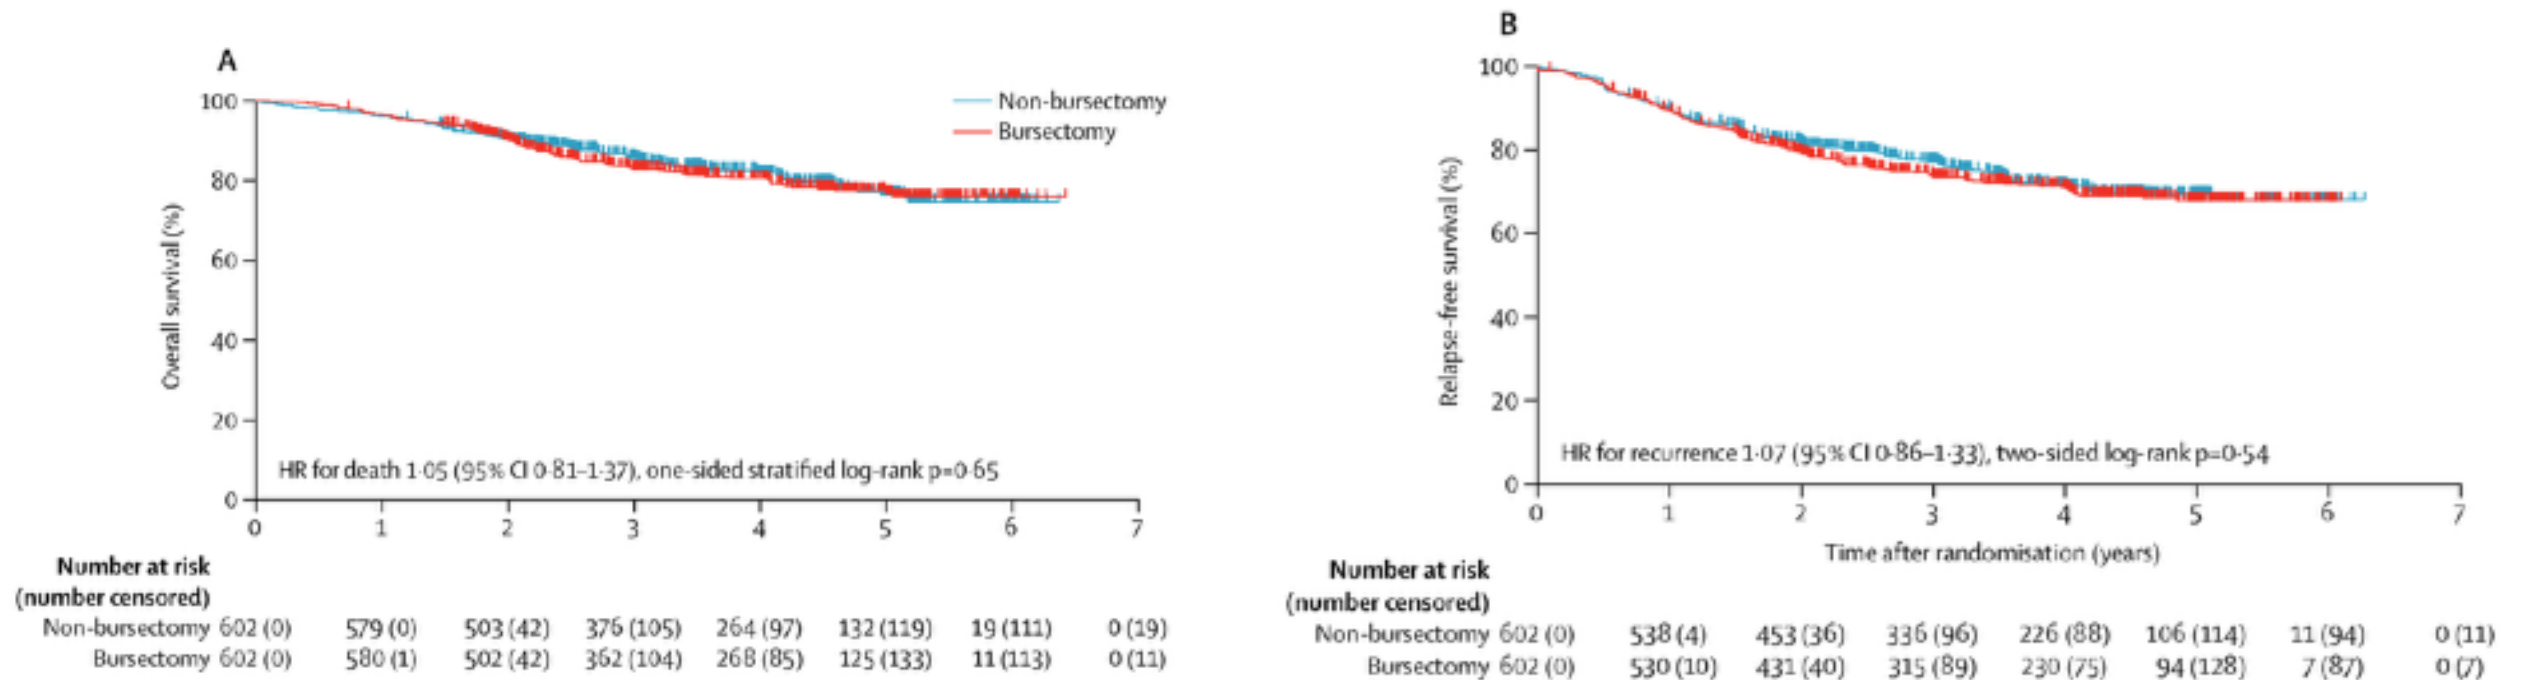 A
Non-bursectomy
Bursectomy
Overall survival (%)
100
80
60
40
20
0
HR for death 1·05 (95% CI 0·81–1·37), one-sided stratified log-rank p=0·65
0 1 2 3 4 5 6 7
Number at risk
(number censored)
Non-bursectomy 602 (0) 579 (0) 503 (42) 376 (105) 264 (97) 132 (119) 19 (111) 0 (19)
Bursectomy 602 (0) 580 (1) 502 (42) 362 (104) 268 (85) 125 (133) 11 (113) 0 (11)
B
Relapse-free survival (%)
100
80
60
40
20
0
HR for recurrence 1·07 (95% CI 0·86–1·33), two-sided log-rank p=0·54
0 1 2 3 4 5 6 7
Time after randomisation (years)
Number at risk
(number censored)
Non-bursectomy 602 (0) 538 (4) 453 (36) 336 (96) 226 (88) 106 (114) 11 (94) 0 (11)
Bursectomy 602 (0) 530 (10) 431 (40) 315 (89) 230 (75) 94 (128) 7 (87) 0 (7)